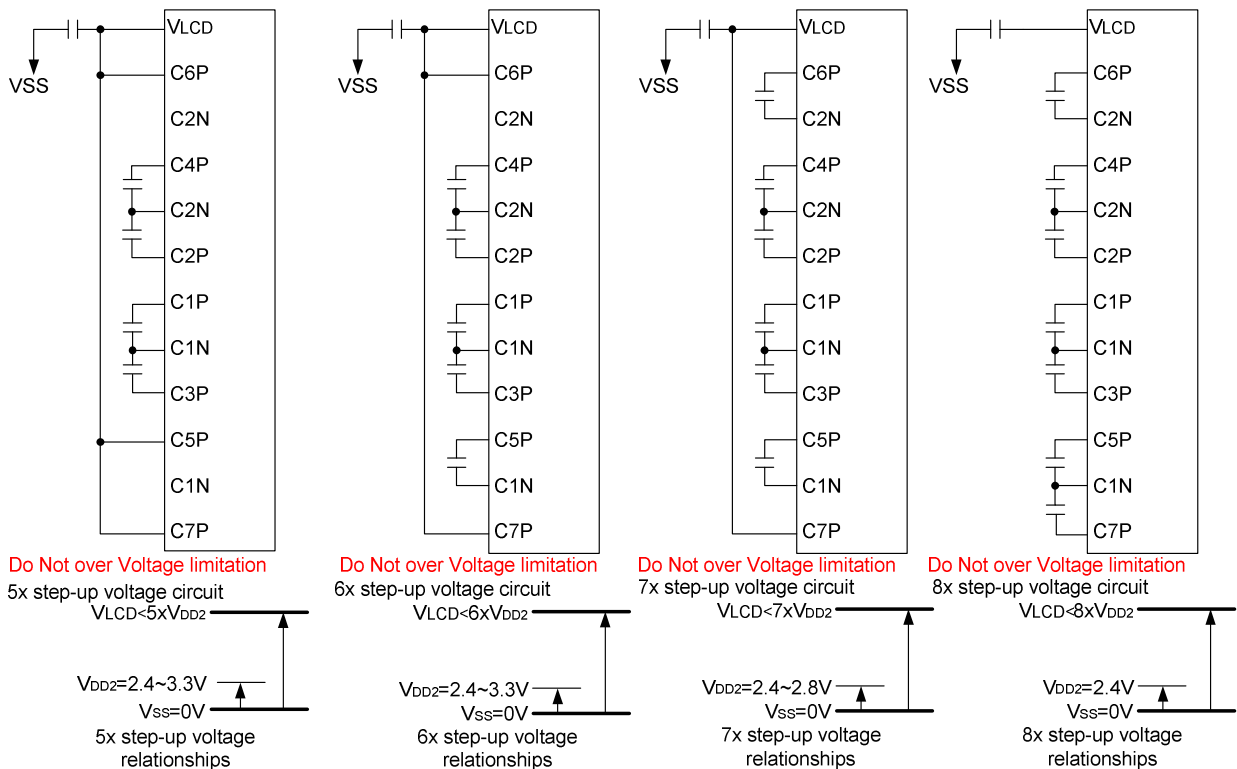 VLCD
C6P
C2N
C4P
C2N
C2P
C1P
C1N
C3P
C5P
C1N
C7P
VSS
Do Not over Voltage limitation
5x step-up voltage circuit
VLCD<5xVDD2
VDD2=2.4~3.3V
VSS=0V
5x step-up voltage
relationships
VLCD
C6P
C2N
C4P
C2N
C2P
C1P
C1N
C3P
C5P
C1N
C7P
VSS
Do Not over Voltage limitation
6x step-up voltage circuit
VLCD<6xVDD2
VDD2=2.4~3.3V
VSS=0V
6x step-up voltage
relationships
VLCD
C6P
C2N
C4P
C2N
C2P
C1P
C1N
C3P
C5P
C1N
C7P
VSS
Do Not over Voltage limitation
7x step-up voltage circuit
VLCD<7xVDD2
VDD2=2.4~2.8V
VSS=0V
7x step-up voltage
relationships
VLCD
C6P
C2N
C4P
C2N
C2P
C1P
C1N
C3P
C5P
C1N
C7P
VSS
Do Not over Voltage limitation
8x step-up voltage circuit
VLCD<8xVDD2
VDD2=2.4V
VSS=0V
8x step-up voltage
relationships